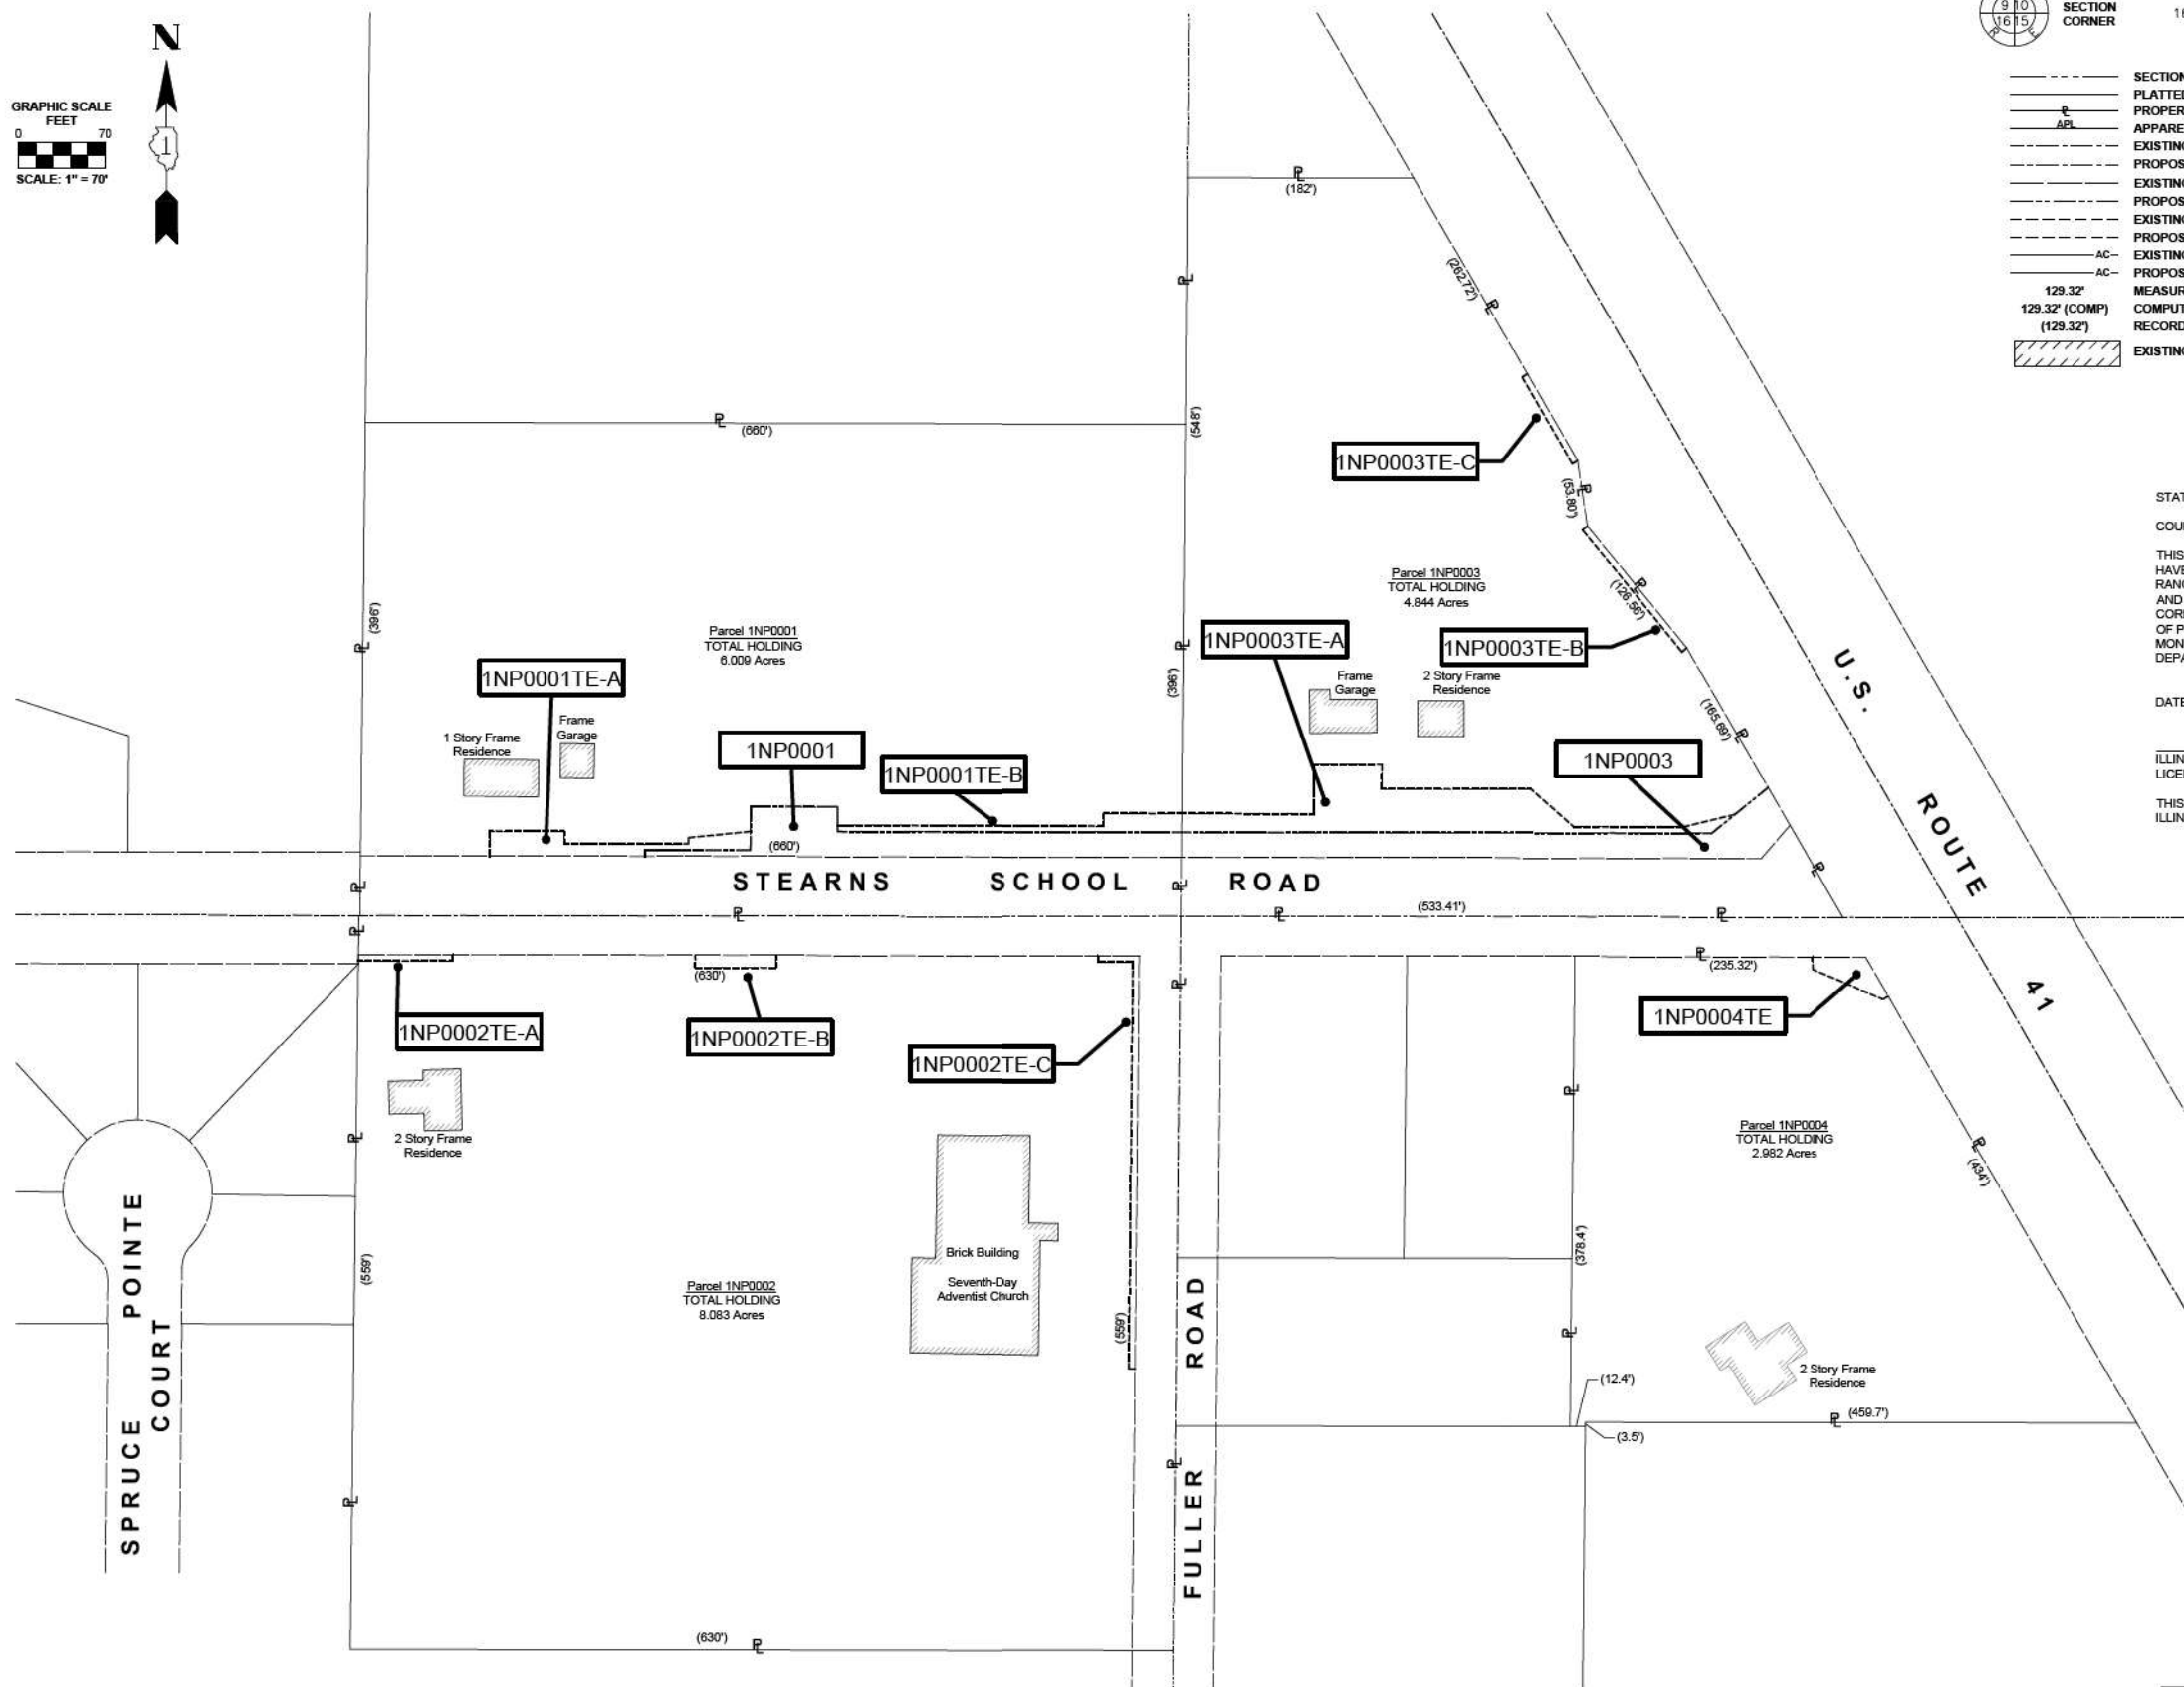 N
GRAPHIC SCALE
FEET
0 70
SCALE: 1" = 70'
1
9 10
16 15
R E
SECTION
CORNER
SECTION
PLATTE
PROPER
APL APPARE
EXISTIN
PROPOS
EXISTIN
PROPOS
EXISTIN
PROPOS
AC EXISTIN
AC PROPOS
129.32' MEASUR
129.32' (COMP) COMPUT
(129.32') RECORD
EXISTIN
STAT
COU
THIS
HAVE
RAN
AND
COR
OF P
MON
DEPA
DATE
ILLIN
LICE
THIS
ILLIN
(182')
(262.72')
(660')
(548')
1NP0003TE-C
(53.80')
Parcel 1NP0003
TOTAL HOLDING
4.844 Acres
(126.56')
(396')
Parcel 1NP0001
TOTAL HOLDING
6.009 Acres
1NP0001TE-A
1NP0003TE-A
1NP0003TE-B
(396')
Frame
Garage
2 Story Frame
Residence
(165.69')
1 Story Frame
Residence
Frame
Garage
1NP0001
1NP0001TE-B
1NP0003
(660')
STEARNS SCHOOL ROAD
(533.41')
U.S. ROUTE 41
(630')
(235.32')
1NP0002TE-A
1NP0002TE-B
1NP0002TE-C
1NP0004TE
2 Story Frame
Residence
Parcel 1NP0004
TOTAL HOLDING
2.982 Acres
(434')
(378.4')
(559')
Brick Building
Seventh-Day
Adventist Church
Parcel 1NP0002
TOTAL HOLDING
8.083 Acres
(559')
FULLER ROAD
SPRUCE POINTE
COURT
2 Story Frame
Residence
(12.4')
(459.7')
(3.5')
(630')